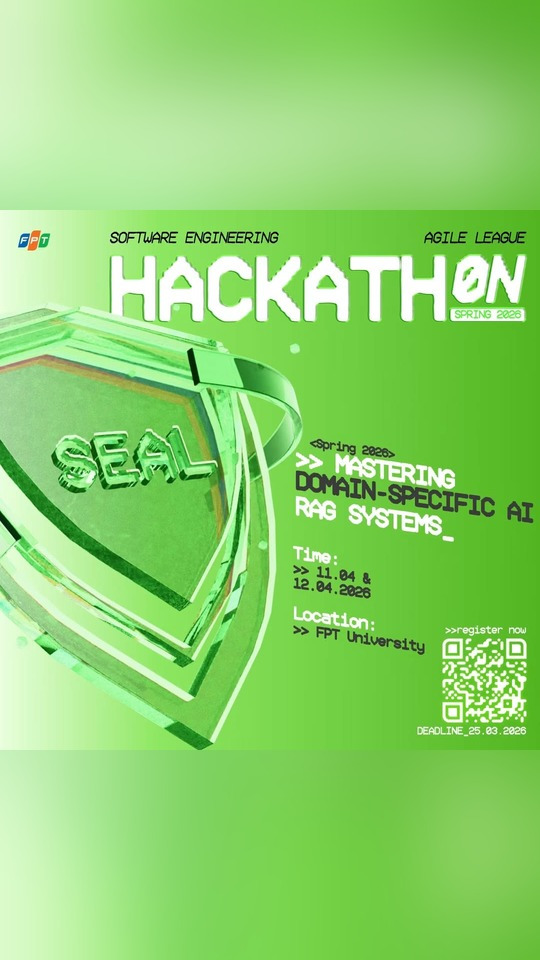 FPT
SOFTWARE ENGINEERING
AGILE LEAGUE
HACKATHON
SPRING 2026
SEAL
<Spring 2026>
>> MASTERING
DOMAIN-SPECIFIC AI
RAG SYSTEMS_
Time:
>> 11.04 &
12.04.2026
Location:
>> FPT University
>>register now
DEADLINE_25.03.2026